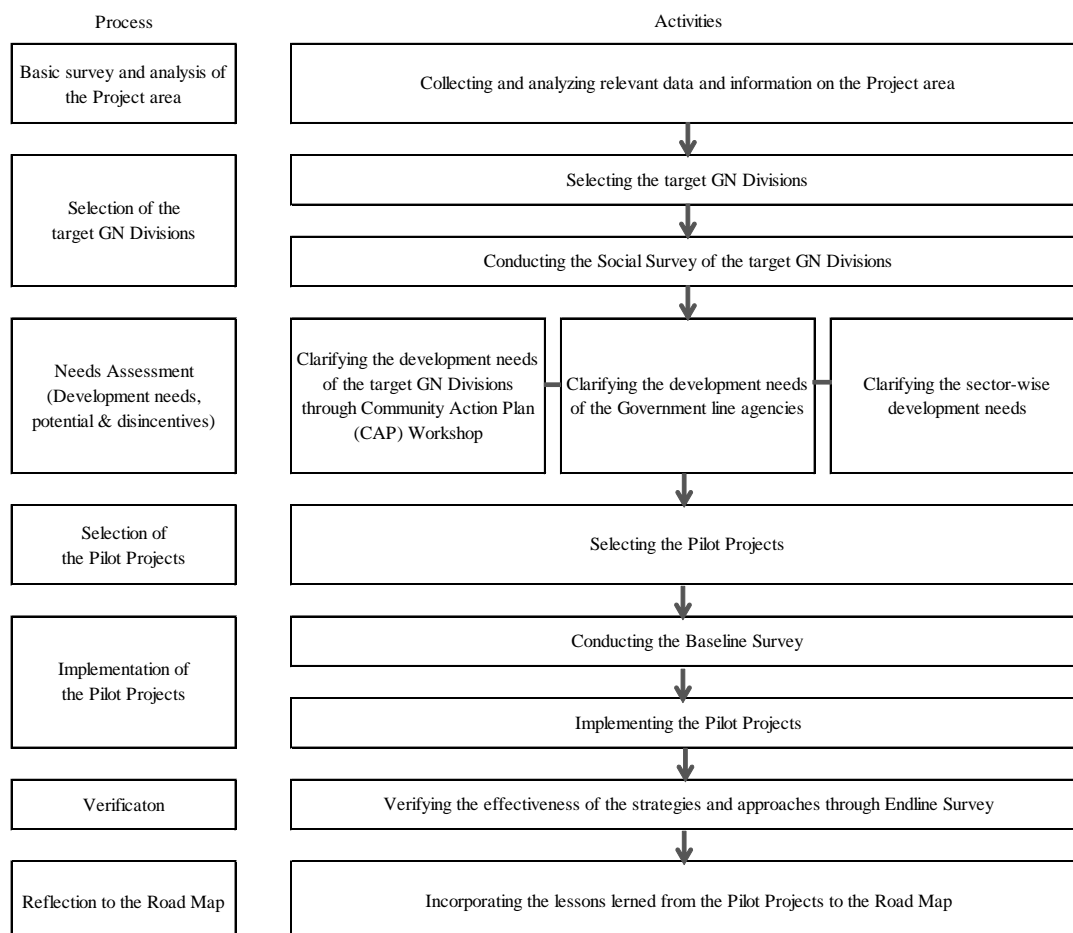 Process
Activities
Basic survey and analysis of
the Project area
Collecting and analyzing relevant data and information on the Project area
Selection of the
target GN Divisions
Selecting the target GN Divisions
Conducting the Social Survey of the target GN Divisions
Needs Assessment
(Development needs,
potential & disincentives)
Clarifying the development needs
of the target GN Divisions
through Community Action Plan
(CAP) Workshop
Clarifying the development needs
of the Government line agencies
Clarifying the sector-wise
development needs
Selection of
the Pilot Projects
Selecting the Pilot Projects
Implementation of
the Pilot Projects
Conducting the Baseline Survey
Implementing the Pilot Projects
Verificaton
Verifying the effectiveness of the strategies and approaches through Endline Survey
Reflection to the Road Map
Incorporating the lessons lerned from the Pilot Projects to the Road Map